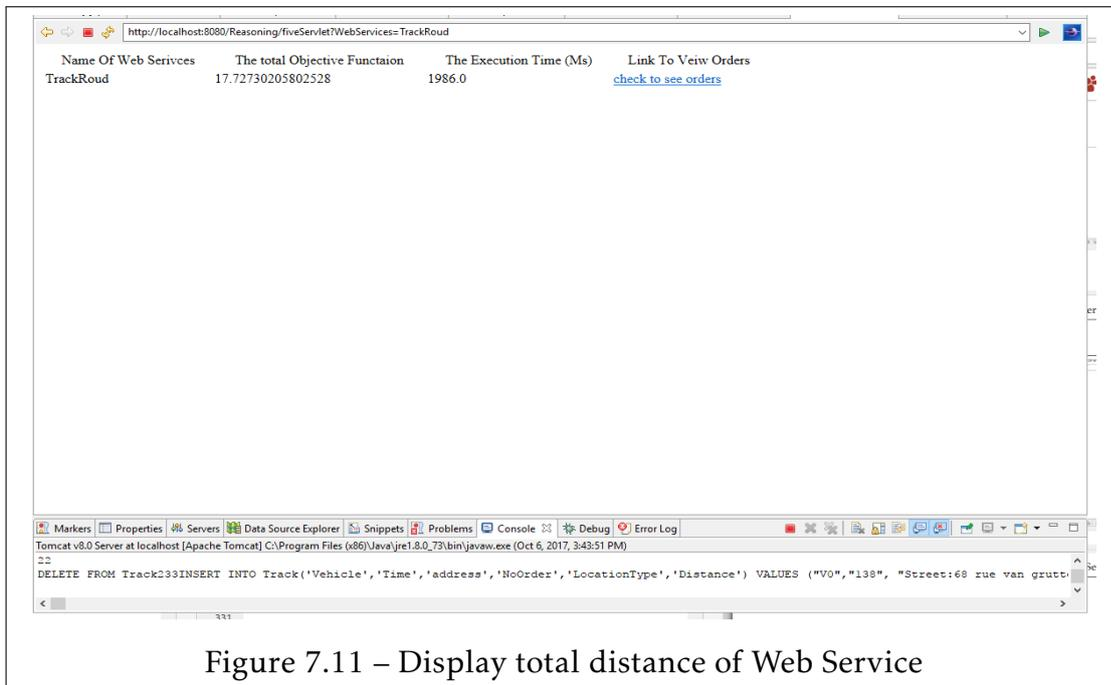 http://localhost:8080/Reasoning/fiveServlet?WebServices=TrackRoud
Name Of Web Serivces The total Objective Functaion The Execution Time (Ms) Link To Veiw Orders
TrackRoud 17.72730205802528 1986.0 check to see orders
Markers Properties Servers Data Source Explorer Snippets Problems Console Debug Error Log
Tomcat v8.0 Server at localhost [Apache Tomcat] C:\Program Files (x86)\Java\jre1.8.0_73\bin\javaw.exe (Oct 6, 2017, 3:43:51 PM)
22
DELETE FROM Track233INSERT INTO Track('Vehicle','Time','address','NoOrder','LocationType','Distance') VALUES ("V0","138", "Street:68 rue van grutt
331
Figure 7.11 – Display total distance of Web Service